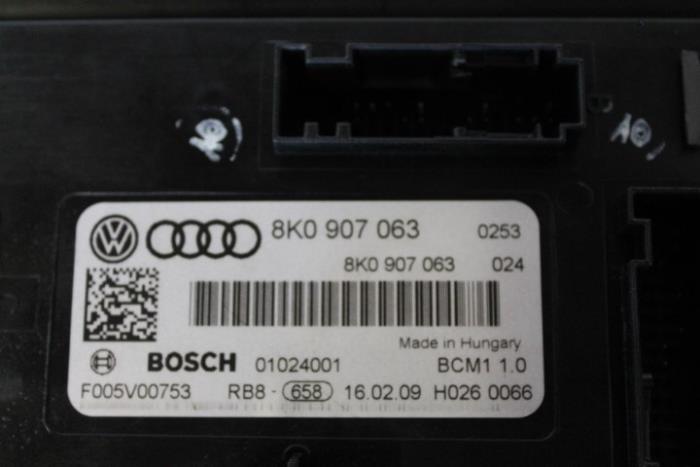 8K0 907 063 0253
8K0 907 063 024
Made in Hungary
BOSCH 01024001 BCM1 1.0
F005V00753 RB8 - 658 16.02.09 H026 0066